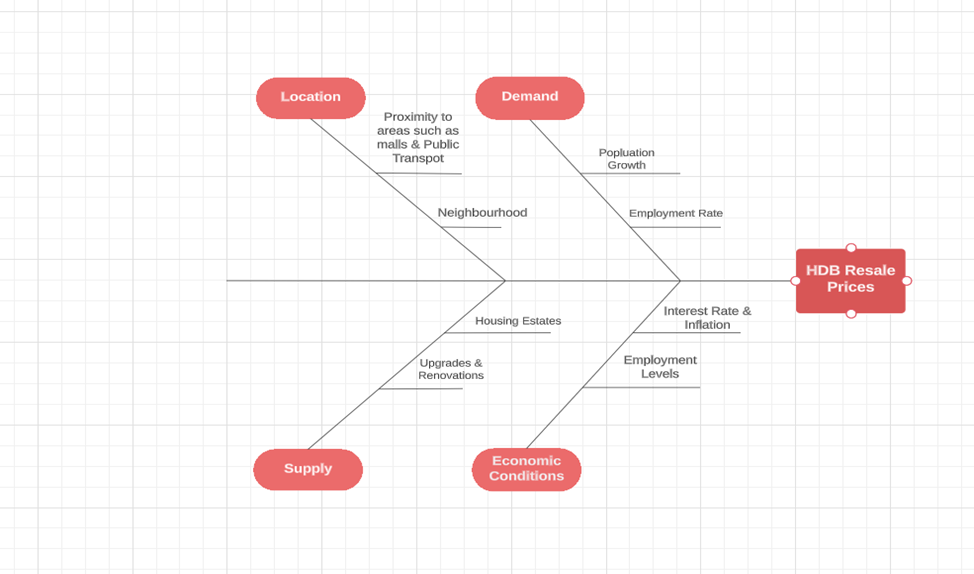 Location
Demand
Proximity to
areas such as
malls & Public
Transpot
Popluation
Growth
Neighbourhood
Employment Rate
HDB Resale
Prices
Housing Estates
Interest Rate &
Inflation
Upgrades &
Renovations
Employment
Levels
Supply
Economic
Conditions